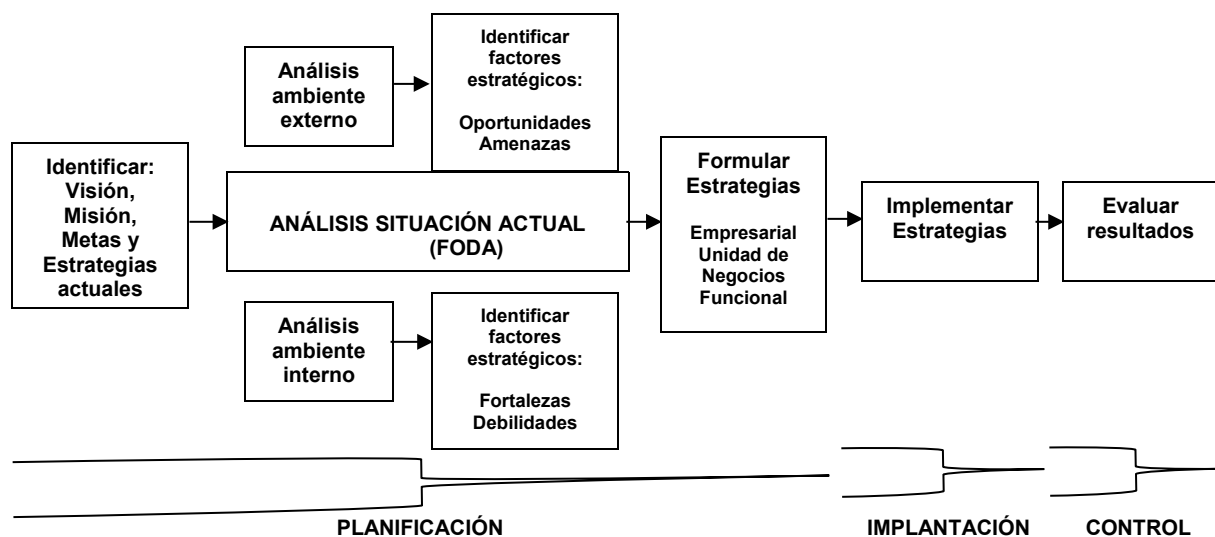 Identificar:
Visión,
Misión,
Metas y
Estrategias
actuales
Análisis
ambiente
externo
Identificar
factores
estratégicos:
Oportunidades
Amenazas
ANÁLISIS SITUACIÓN ACTUAL
(FODA)
Análisis
ambiente
interno
Identificar
factores
estratégicos:
Fortalezas
Debilidades
Formular
Estrategias
Empresarial
Unidad de
Negocios
Funcional
Implementar
Estrategias
Evaluar
resultados
PLANIFICACIÓN
IMPLANTACIÓN
CONTROL